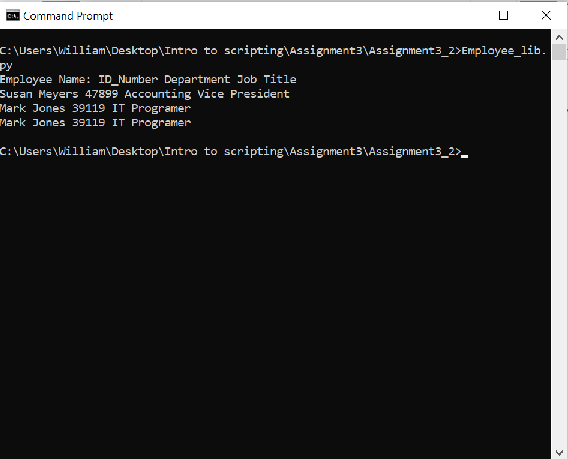 Command Prompt
C:\Users\William\Desktop\Intro to scripting\Assignment3\Assignment3_2>Employee_lib.
py
Employee Name: ID_Number Department Job Title
Susan Meyers 47899 Accounting Vice President
Mark Jones 39119 IT Programer
Mark Jones 39119 IT Programer
C:\Users\William\Desktop\Intro to scripting\Assignment3\Assignment3_2>